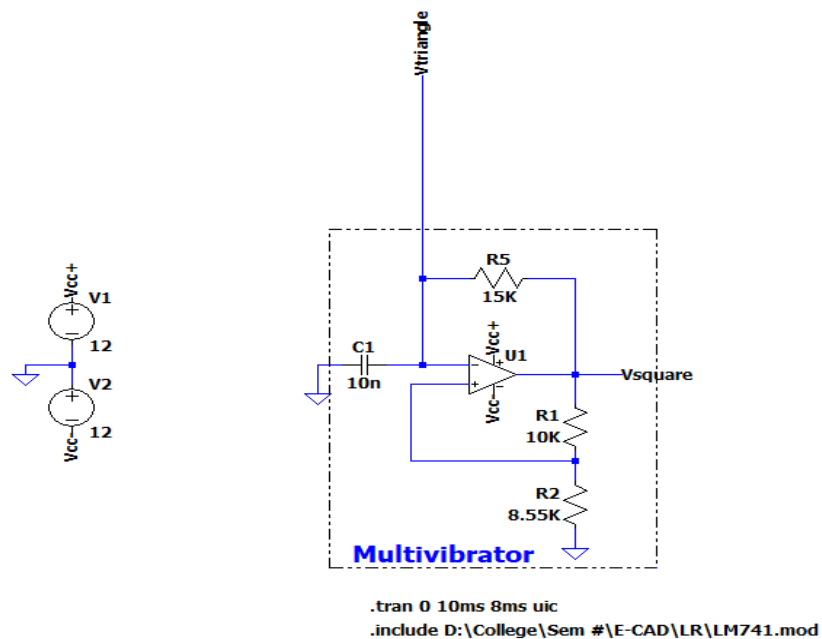 Vtriangle
Vcc+
V1
12
V2
12
Vcc-
R5
15K
C1
10n
Vcc+
U1
Vcc-
Vsquare
R1
10K
R2
8.55K
Multivibrator
.tran 0 10ms 8ms uic
.include D:\College\Sem #\E-CAD\LR\LM741.mod